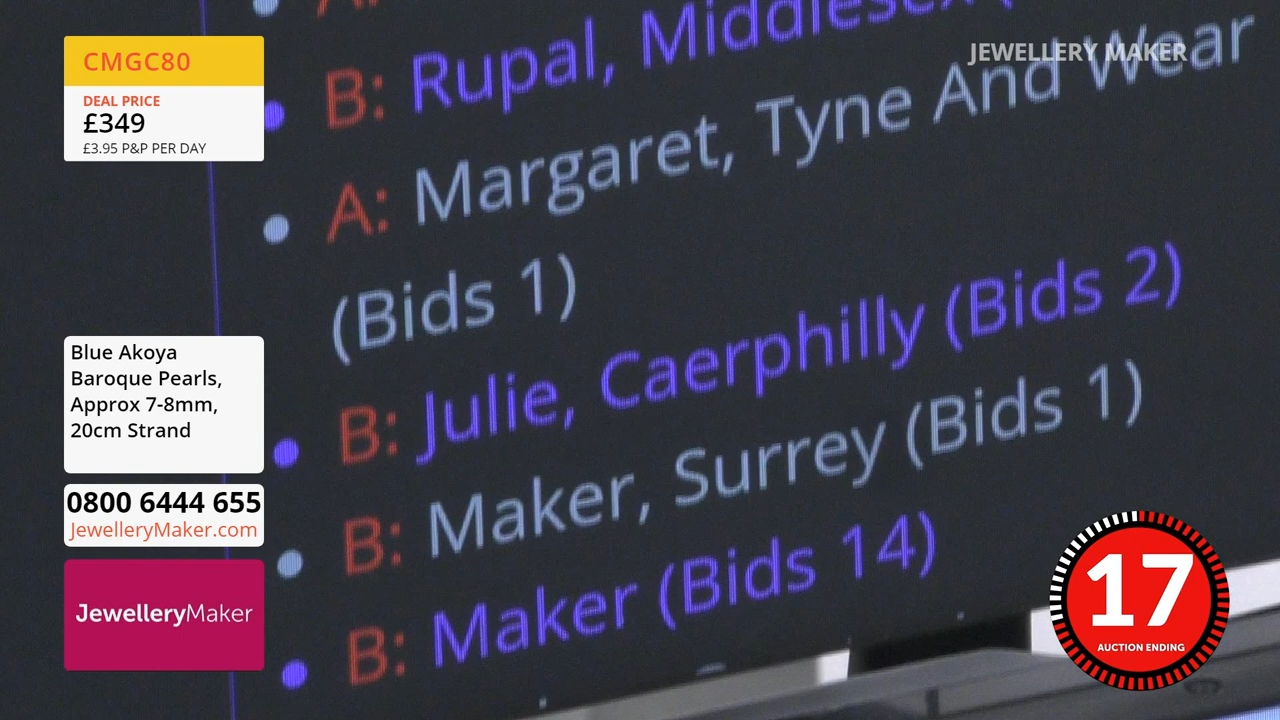 CMGC80
DEAL PRICE
£349
£3.95 P&P PER DAY
JEWELLERY MAKER
B: Rupal, Middlesex (
A: Margaret, Tyne And Wear
(Bids 1)
B: Julie, Caerphilly (Bids 2)
B: Maker, Surrey (Bids 1)
B: Maker (Bids 14)
Blue Akoya
Baroque Pearls,
Approx 7-8mm,
20cm Strand
0800 6444 655
JewelleryMaker.com
JewelleryMaker
17
AUCTION ENDING